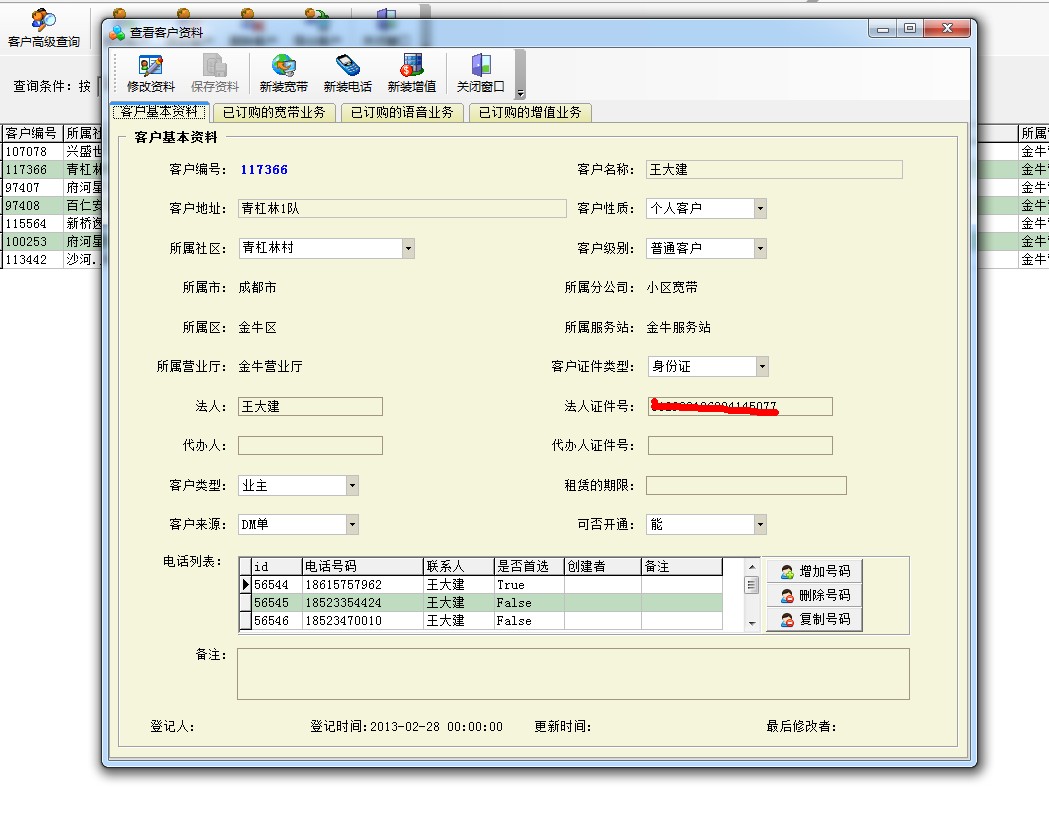 客户高级查询
查询条件: 按
客户编号 所属社
107078 兴盛世
117366 青杠林
97407 府河星
97408 百仁安
115564 新桥逸
100253 府河星
113442 沙河..
所属
金牛
金牛
金牛
金牛
金牛
金牛
金牛
查看客户资料
修改资料 保存资料 新装宽带 新装电话 新装增值 关闭窗口
客户基本资料 已订购的宽带业务 已订购的语音业务 已订购的增值业务
客户基本资料
客户编号: 117366 客户名称: 王大建
客户地址: 青杠林1队 客户性质: 个人客户
所属社区: 青杠林村 客户级别: 普通客户
所属市: 成都市 所属分公司: 小区宽带
所属区: 金牛区 所属服务站: 金牛服务站
所属营业厅: 金牛营业厅 客户证件类型: 身份证
法人: 王大建 法人证件号:
代办人: 代办人证件号:
客户类型: 业主 租赁的期限:
客户来源: DM单 可否开通: 能
电话列表:
id 电话号码 联系人 是否首选 创建者 备注
56544 18615757962 王大建 True
56545 18523354424 王大建 False
56546 18523470010 王大建 False
增加号码
删除号码
复制号码
备注:
登记人: 登记时间:2013-02-28 00:00:00 更新时间: 最后修改者: